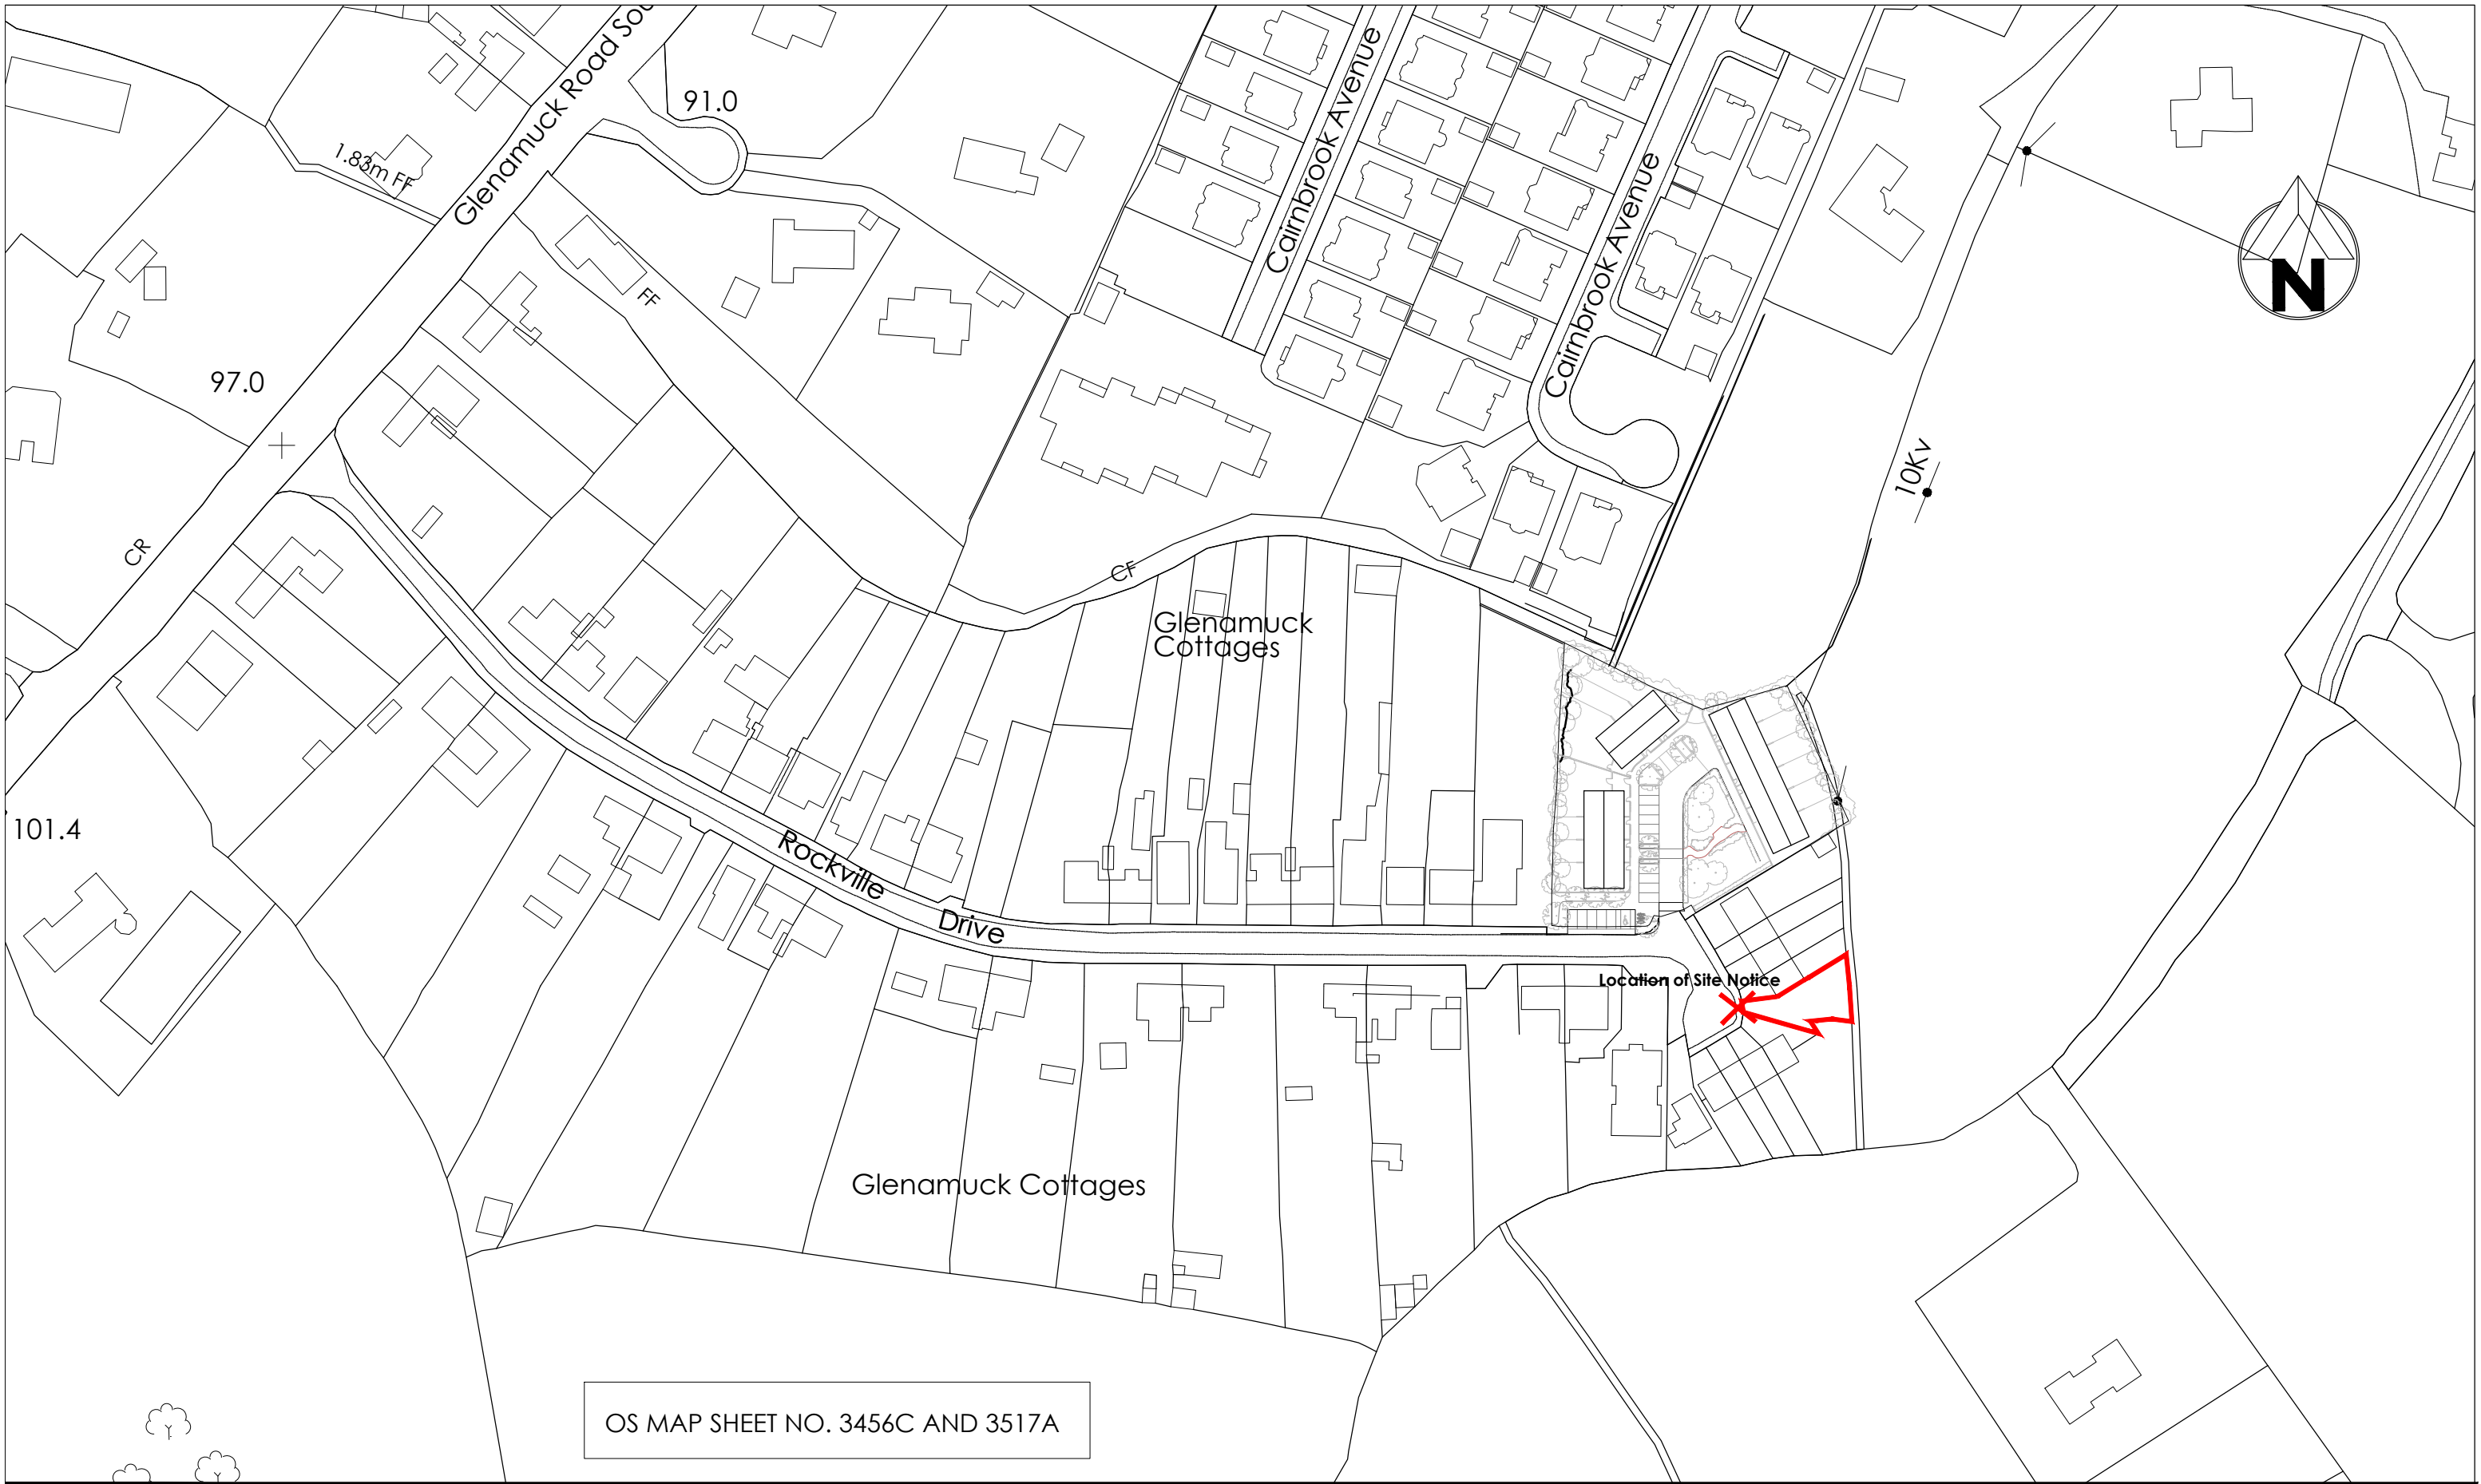 Glenamuck Road Sou
91.0
1.83m FF
Cairnbrook Avenue
Cairnbrook Avenue
N
FF
97.0
10Kv
CR
CF
Glenamuck
Cottages
101.4
Rockville
Drive
Location of Site Notice
Glenamuck Cottages
OS MAP SHEET NO. 3456C AND 3517A